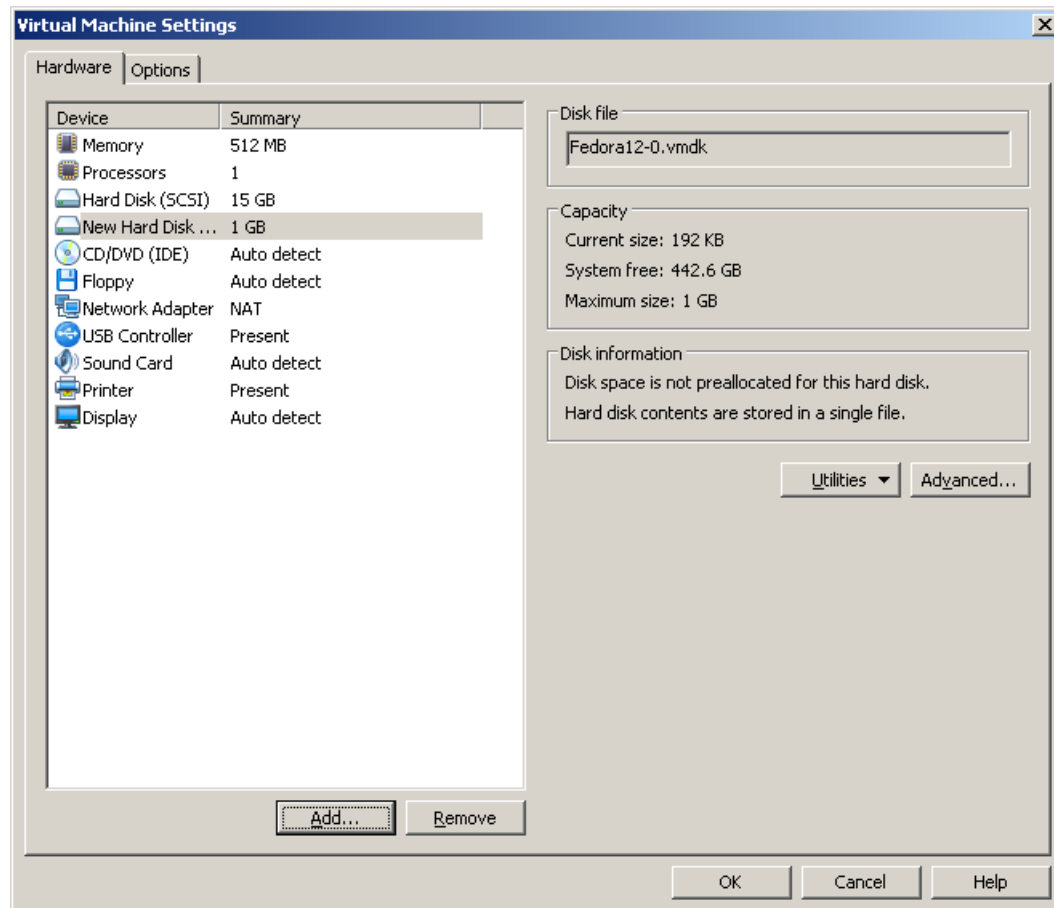 Virtual Machine Settings
Hardware Options
Device Summary
Memory 512 MB
Processors 1
Hard Disk (SCSI) 15 GB
New Hard Disk ... 1 GB
CD/DVD (IDE) Auto detect
Floppy Auto detect
Network Adapter NAT
USB Controller Present
Sound Card Auto detect
Printer Present
Display Auto detect
Add... Remove
Disk file
Fedora12-0.vmdk
Capacity
Current size: 192 KB
System free: 442.6 GB
Maximum size: 1 GB
Disk information
Disk space is not preallocated for this hard disk.
Hard disk contents are stored in a single file.
Utilities Advanced...
OK Cancel Help